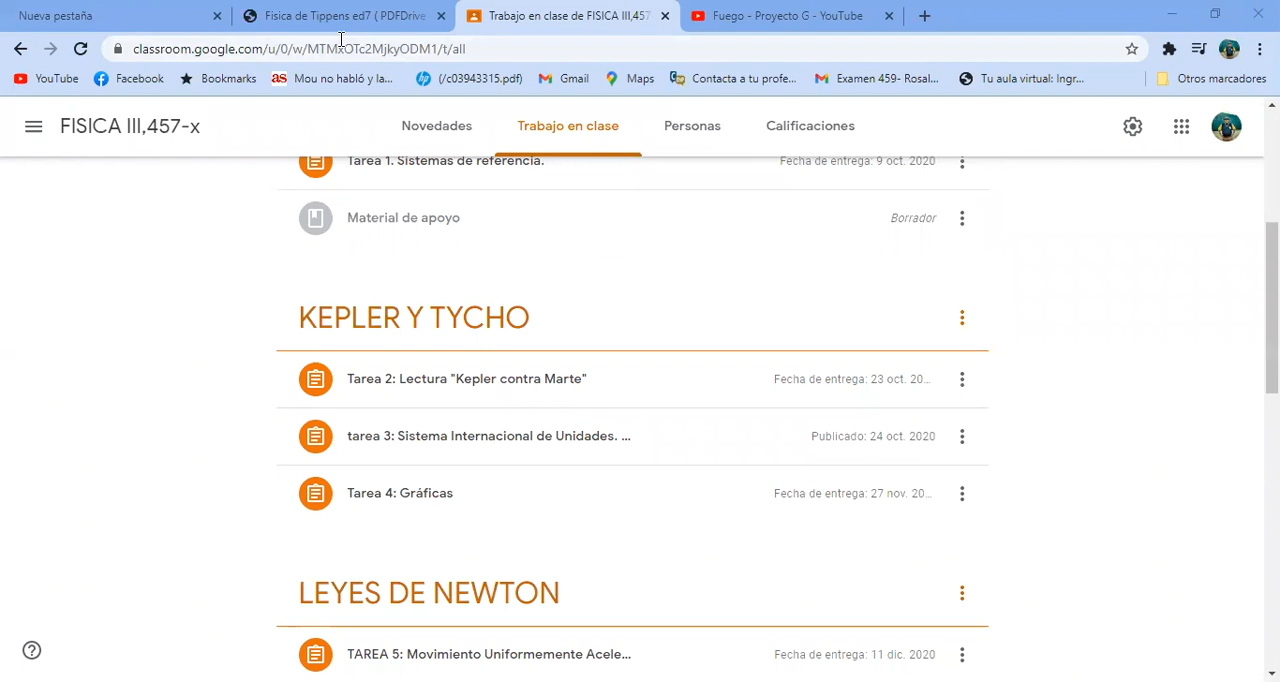 Nueva pestaña
Fisica de Tippens ed7 ( PDFDrive
Trabajo en clase de FISICA III,457
Fuego - Proyecto G - YouTube
classroom.google.com/u/0/w/MTMxOTc2MjkyODM1/t/all
YouTube
Facebook
Bookmarks
as Mou no habló y la...
hp (/c03943315.pdf)
Gmail
Maps
Contacta a tu profe...
Examen 459- Rosal...
Tu aula virtual: Ingr...
Otros marcadores
FISICA III,457-x
Novedades
Trabajo en clase
Personas
Calificaciones
Tarea 1. Sistemas de referencia.
Fecha de entrega: 9 oct. 2020
Material de apoyo
Borrador
KEPLER Y TYCHO
Tarea 2: Lectura "Kepler contra Marte"
Fecha de entrega: 23 oct. 20...
tarea 3: Sistema Internacional de Unidades. ...
Publicado: 24 oct. 2020
Tarea 4: Gráficas
Fecha de entrega: 27 nov. 20...
LEYES DE NEWTON
TAREA 5: Movimiento Uniformemente Acele...
Fecha de entrega: 11 dic. 2020